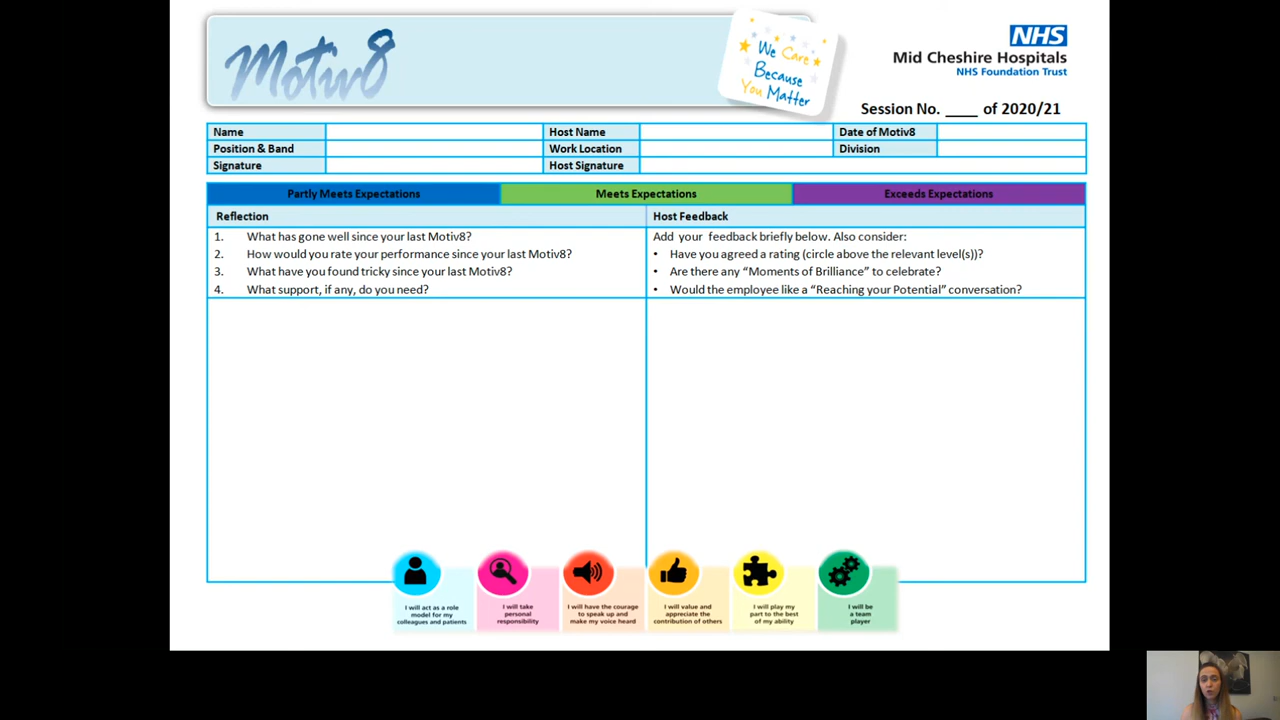 Motiv8
We Care
Because
You Matter
NHS
Mid Cheshire Hospitals
NHS Foundation Trust
Session No. ____ of 2020/21
Name Host Name Date of Motiv8
Position & Band Work Location Division
Signature Host Signature
Partly Meets Expectations Meets Expectations Exceeds Expectations
Reflection
1. What has gone well since your last Motiv8?
2. How would you rate your performance since your last Motiv8?
3. What have you found tricky since your last Motiv8?
4. What support, if any, do you need?
Host Feedback
Add your feedback briefly below. Also consider:
• Have you agreed a rating (circle above the relevant level(s))?
• Are there any “Moments of Brilliance” to celebrate?
• Would the employee like a “Reaching your Potential” conversation?
I will act as a role
model for my
colleagues and patients
I will take
personal
responsibility
I will have the courage
to speak up and
make my voice heard
I will value and
appreciate the
contribution of others
I will play my
part to the best
of my ability
I will be
a team
player